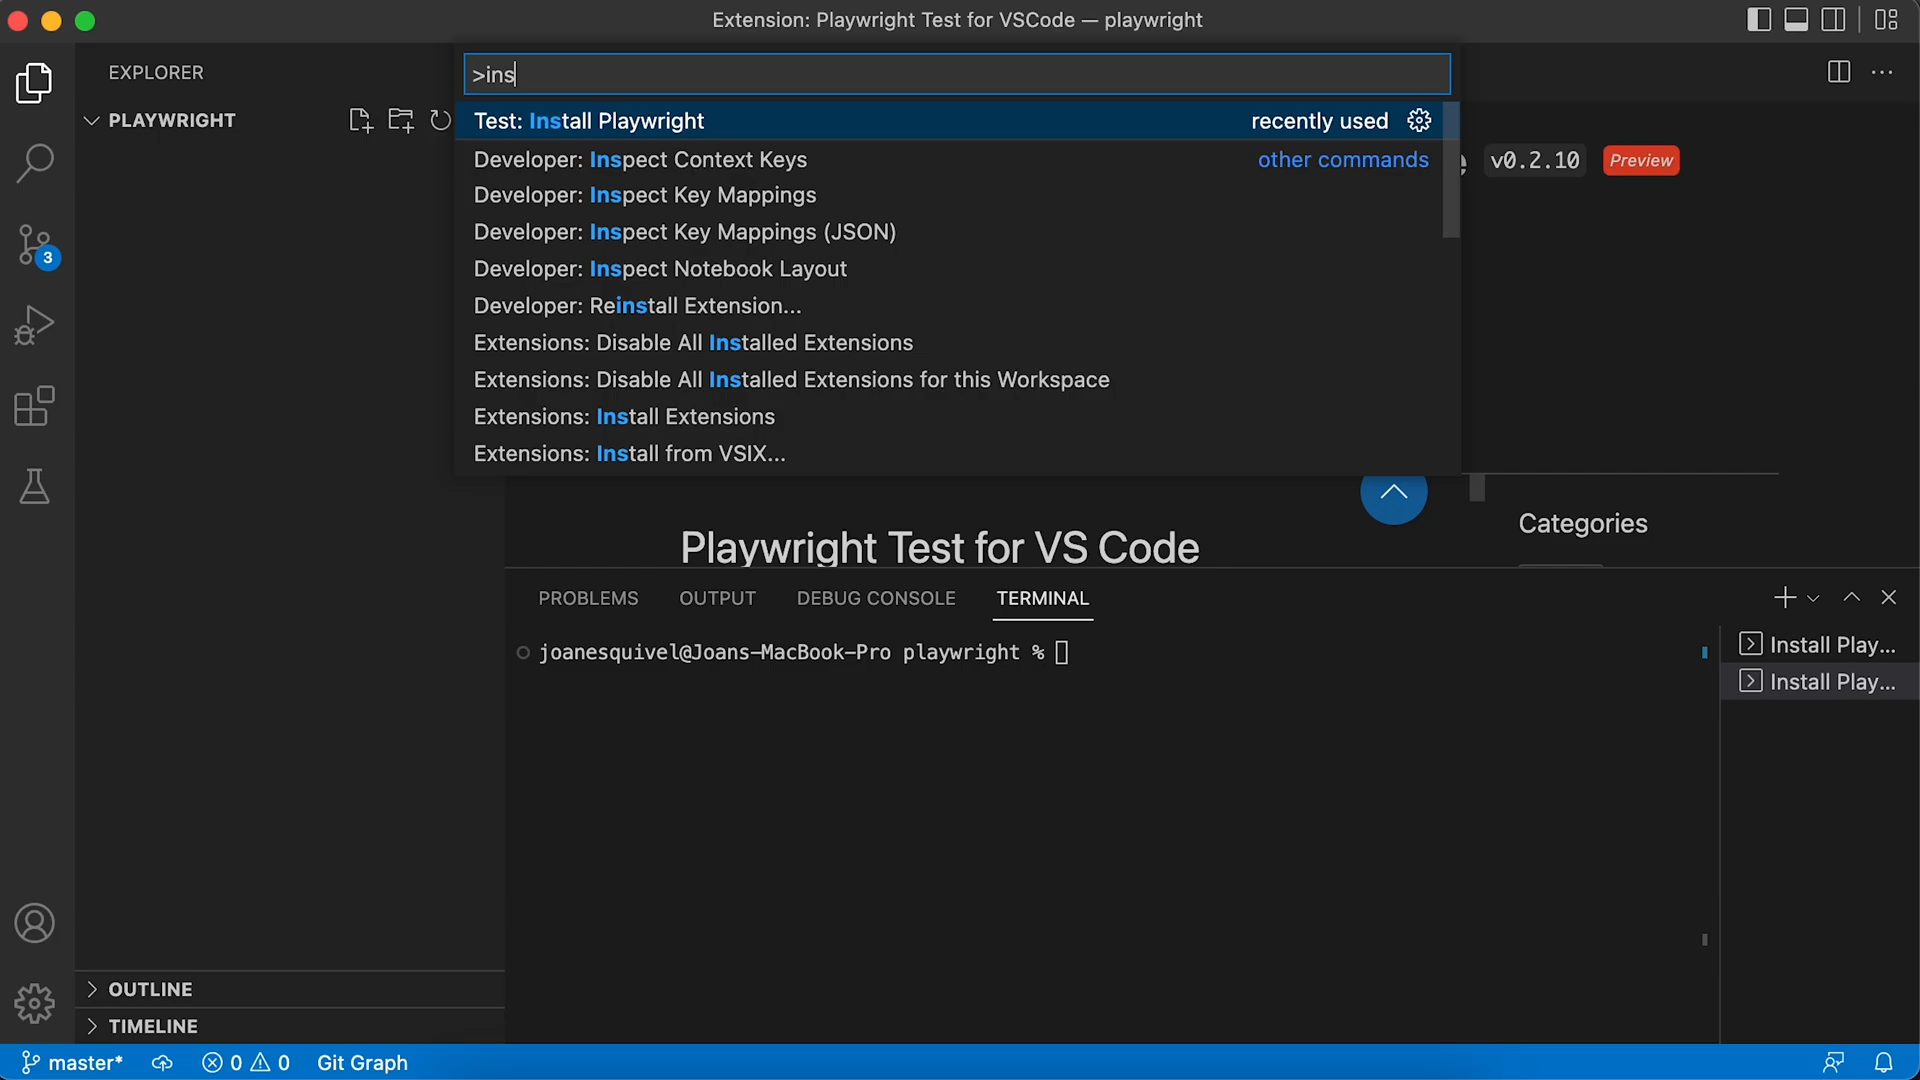 Extension: Playwright Test for VSCode — playwright
EXPLORER
PLAYWRIGHT
>ins
Test: Install Playwright recently used
Developer: Inspect Context Keys other commands
Developer: Inspect Key Mappings
Developer: Inspect Key Mappings (JSON)
Developer: Inspect Notebook Layout
Developer: Reinstall Extension...
Extensions: Disable All Installed Extensions
Extensions: Disable All Installed Extensions for this Workspace
Extensions: Install Extensions
Extensions: Install from VSIX...
v0.2.10 Preview
3
Playwright Test for VS Code
Categories
PROBLEMS OUTPUT DEBUG CONSOLE TERMINAL
joanesquivel@Joans-MacBook-Pro playwright %
Install Play...
Install Play...
OUTLINE
TIMELINE
master* 0 0 Git Graph